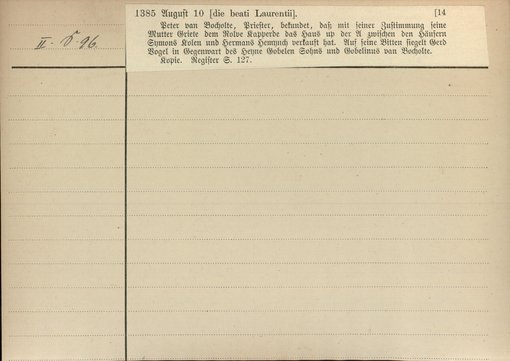 1385 August 10 [die beati Laurentii]. [14
Peter van Bocholte, Priester, bekundet, daß mit seiner Zustimmung seine
Mutter Griete dem Rolve Kapperde das Haus up der A zwischen den Häusern
Symons Kolen und Hermans Hemynch verkauft hat. Auf seine Bitten siegelt Gerd
Vogel in Gegenwart des Heyne Gobelen Sohns und Gobelinus van Bocholte.
Kopie. Register S. 127.
II. 96.